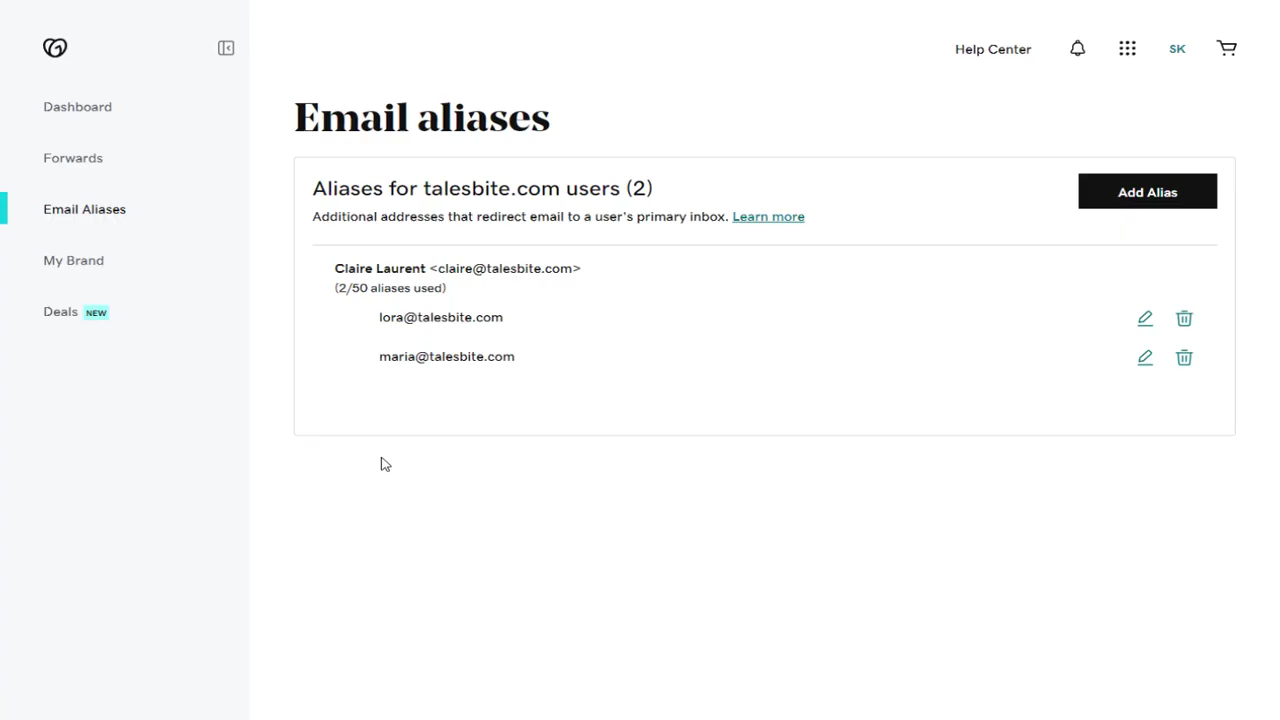 Help Center
SK
Dashboard
Forwards
Email Aliases
My Brand
Deals NEW
Email aliases
Aliases for talesbite.com users (2)
Add Alias
Additional addresses that redirect email to a user's primary inbox. Learn more
Claire Laurent <claire@talesbite.com>
(2/50 aliases used)
lora@talesbite.com
maria@talesbite.com